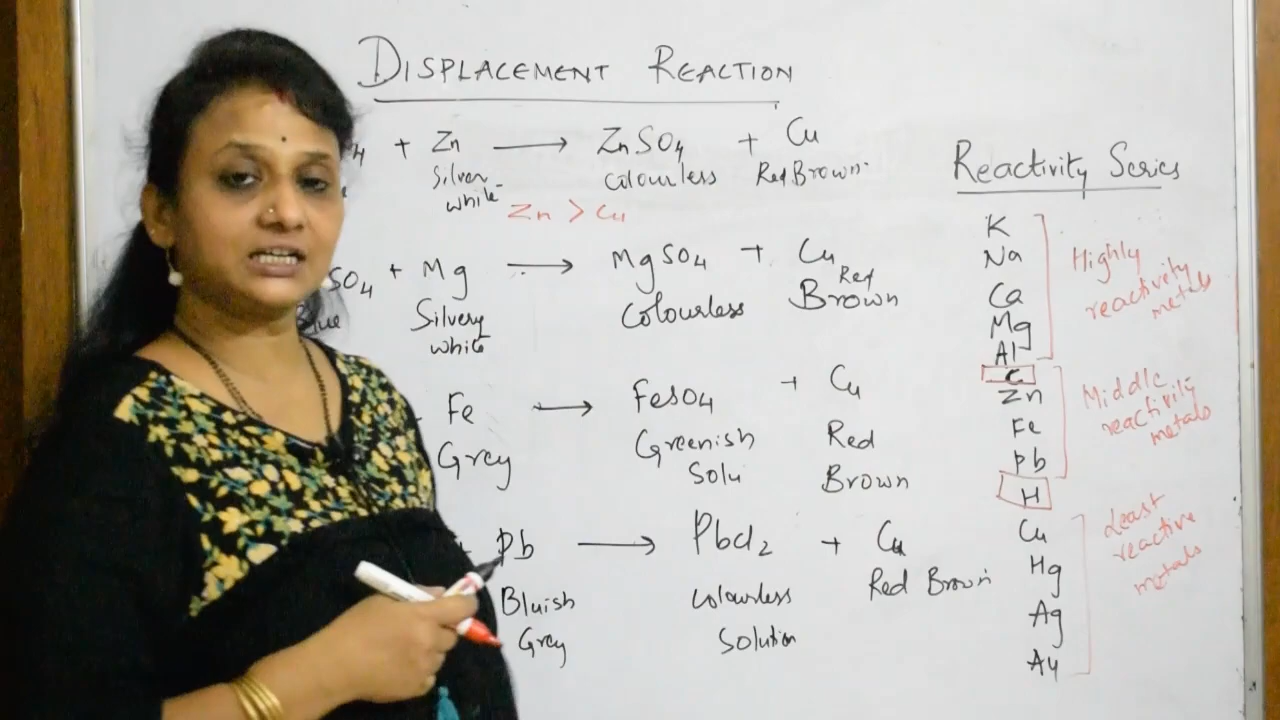 DISPLACEMENT REACTION
4 + Zn → ZnSO4 + Cu
Silver white colourless Red Brown
Zn > Cu
SO4 + Mg → MgSO4 + Cu
Blue Silvery white Colourless Red Brown
Fe → FeSO4 + Cu
Grey Greenish Solu Red Brown
Pb → Pbcl2 + Cu
Bluish Grey colourless Solution Red Brown
Reactivity Series
K
Na
Ca
Mg
Al
C
Zn
Fe
Pb
H
Cu
Hg
Ag
Au
Highly
reactivity
metals
Middle
reactivity
metals
Least
reactive
metals